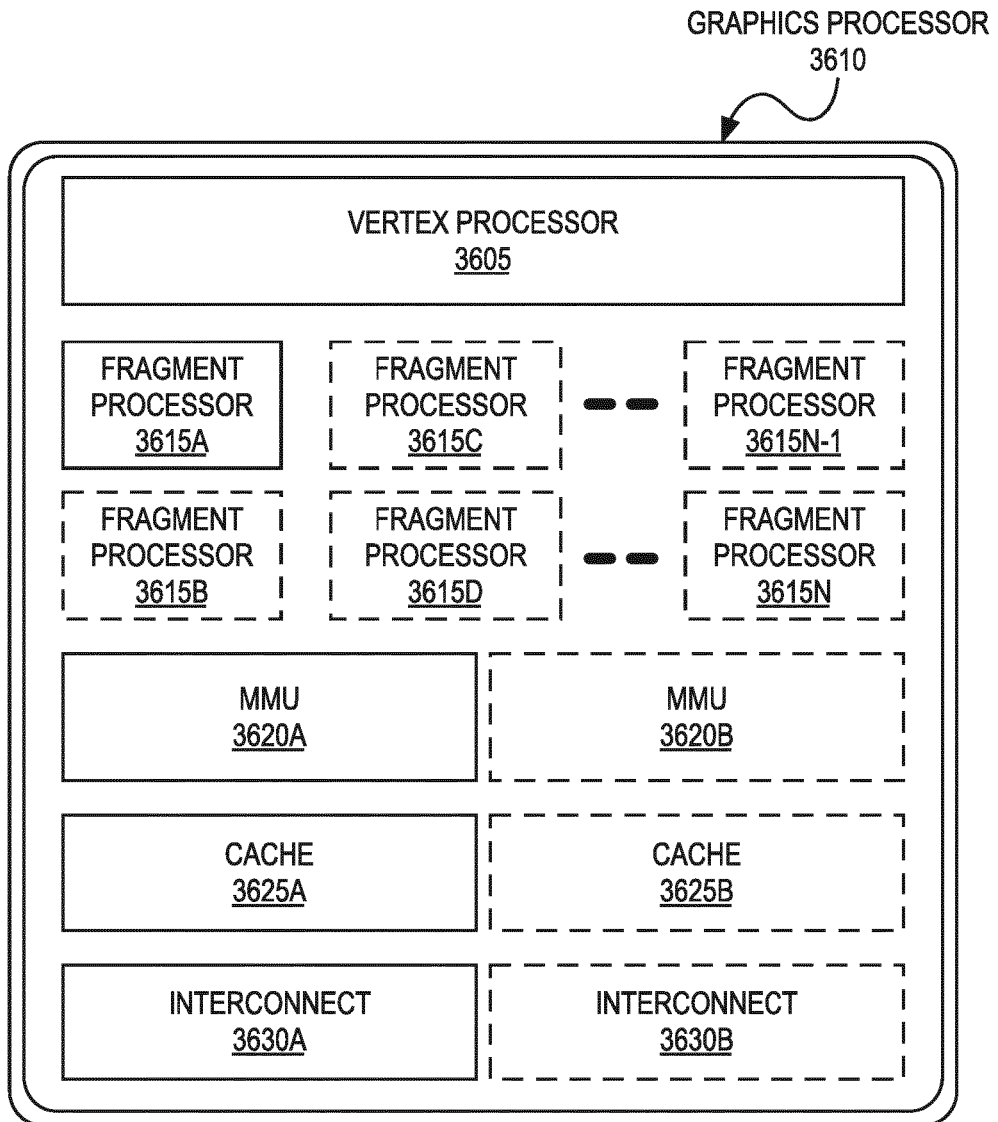 GRAPHICS PROCESSOR
3610
VERTEX PROCESSOR
3605
FRAGMENT
PROCESSOR
3615A
FRAGMENT
PROCESSOR
3615C
FRAGMENT
PROCESSOR
3615N-1
FRAGMENT
PROCESSOR
3615B
FRAGMENT
PROCESSOR
3615D
FRAGMENT
PROCESSOR
3615N
MMU
3620A
MMU
3620B
CACHE
3625A
CACHE
3625B
INTERCONNECT
3630A
INTERCONNECT
3630B